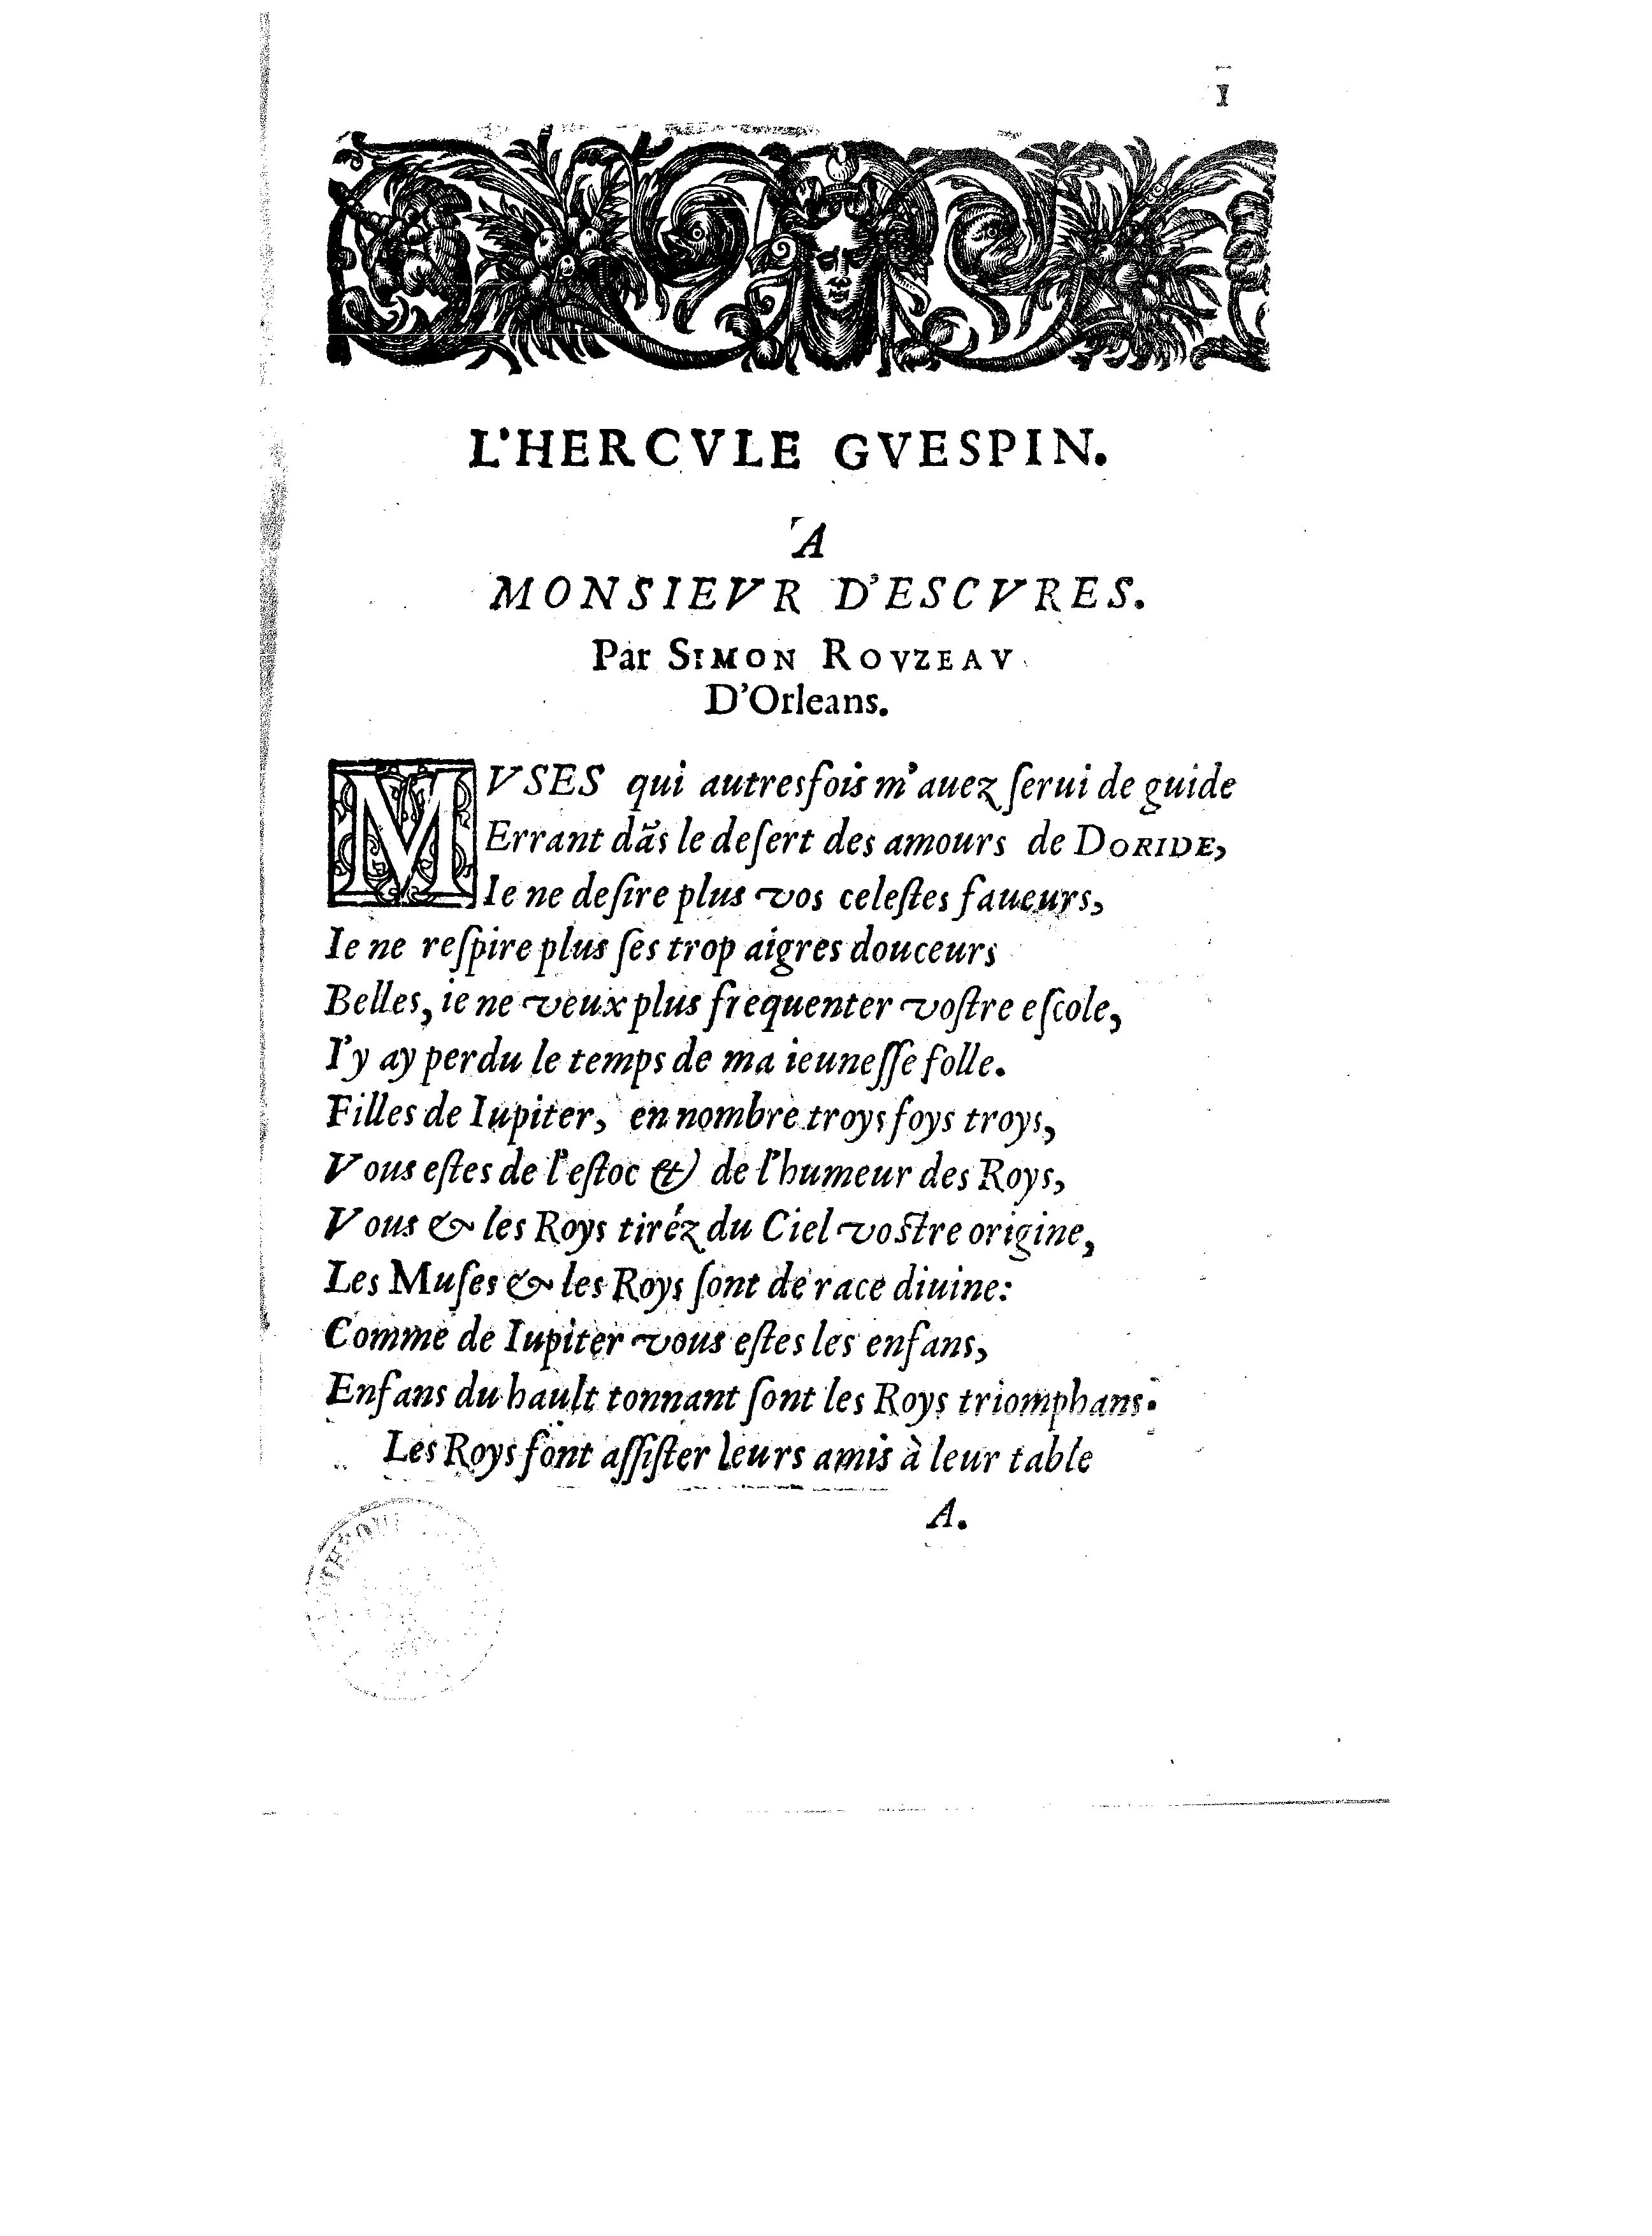 1
L'HERCVLE GVESPIN.
A
MONSIEVR D'ESCVRES.
Par SIMON ROVZEAV
D'Orleans.
MVSES qui autresfois m'auez ſerui de guide
Errant dãs le deſert des amours de DORIDE,
Ie ne deſire plus vos celeſtes faueurs,
Ie ne reſpire plus ſes trop aigres douceurs
Belles, ie ne veux plus frequenter voſtre eſcole,
I'y ay perdu le temps de ma ieuneſſe folle.
Filles de Iupiter, en nombre troys foys troys,
Vous eſtes de l'eſtoc & de l'humeur des Roys,
Vous & les Roys tiréz du Ciel voſtre origine,
Les Muſes & les Roys ſont de race diuine:
Comme de Iupiter vous eſtes les enfans,
Enfans du hault tonnant ſont les Roys triomphans.
Les Roys font aſſiſter leurs amis à leur table
A.